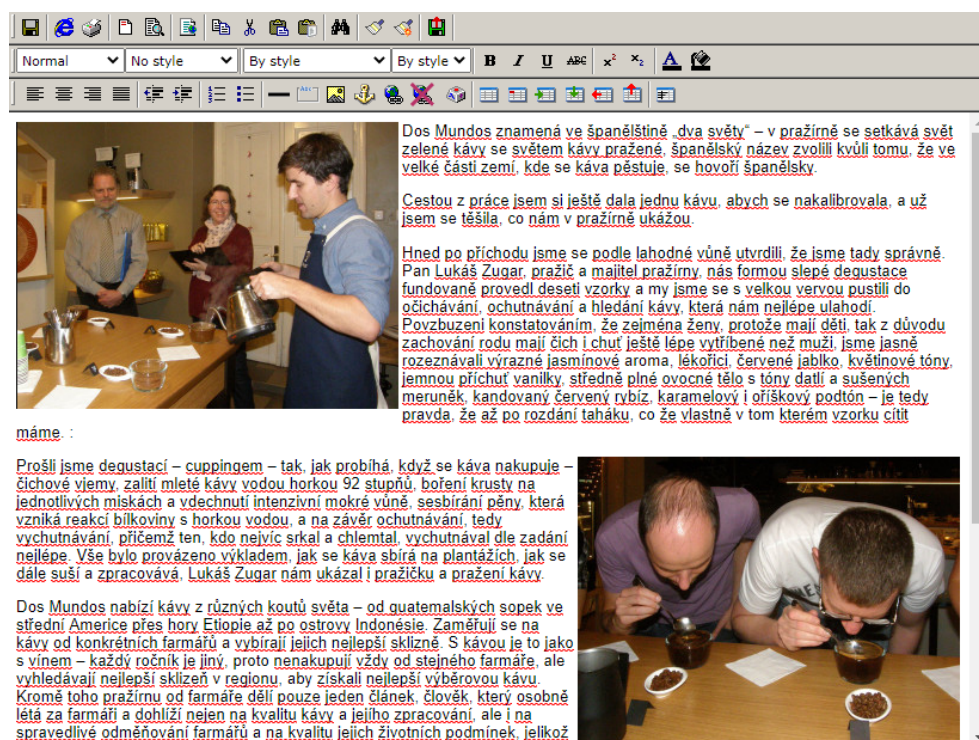 Normal No style By style By style B I U ABC x² x₂ A
Dos Mundos znamená ve španělštině „dva světy“ – v pražírně se setkává svět
zelené kávy se světem kávy pražené, španělský název zvolili kvůli tomu, že ve
velké části zemí, kde se káva pěstuje, se hovoří španělsky.
Cestou z práce jsem si ještě dala jednu kávu, abych se nakalibrovala, a už
jsem se těšila, co nám v pražírně ukážou.
Hned po příchodu jsme se podle lahodné vůně utvrdili, že jsme tady správně.
Pan Lukáš Zugar, pražič a majitel pražírny, nás formou slepé degustace
fundovaně provedl deseti vzorky a my jsme se s velkou vervou pustili do
očichávání, ochutnávání a hledání kávy, která nám nejlépe ulahodí.
Povzbuzeni konstatováním, že zejména ženy, protože mají děti, tak z důvodu
zachování rodu mají čich i chuť ještě lépe vytříbené než muži, jsme jasně
rozeznávali výrazné jasmínové aroma, lékořici, červené jablko, květinové tóny,
jemnou příchuť vanilky, středně plné ovocné tělo s tóny datlí a sušených
meruněk, kandovaný červený rybíz, karamelový i oříškový podtón – je tedy
pravda, že až po rozdání taháku, co že vlastně v tom kterém vzorku cítit
máme. :
Prošli jsme degustací – cuppingem – tak, jak probíhá, když se káva nakupuje –
čichové vjemy, zalití mleté kávy vodou horkou 92 stupňů, boření krusty na
jednotlivých miskách a vdechnutí intenzivní mokré vůně, sesbírání pěny, která
vzniká reakcí bílkoviny s horkou vodou, a na závěr ochutnávání, tedy
vychutnávání, přičemž ten, kdo nejvíc srkal a chlemtal, vychutnával dle zadání
nejlépe. Vše bylo provázeno výkladem, jak se káva sbírá na plantážích, jak se
dále suší a zpracovává, Lukáš Zugar nám ukázal i pražičku a pražení kávy.
Dos Mundos nabízí kávy z různých koutů světa – od guatemalských sopek ve
střední Americe přes hory Etiopie až po ostrovy Indonésie. Zaměřují se na
kávy od konkrétních farmářů a vybírají jejich nejlepší sklizně. S kávou je to jako
s vínem – každý ročník je jiný, proto nenakupují vždy od stejného farmáře, ale
vyhledávají nejlepší sklizeň v regionu, aby získali nejlepší výběrovou kávu.
Kromě toho pražírnu od farmáře dělí pouze jeden článek, člověk, který osobně
létá za farmáři a dohlíží nejen na kvalitu kávy a jejího zpracování, ale i na
spravedlivé odměňování farmářů a na kvalitu jejich životních podmínek, jelikož